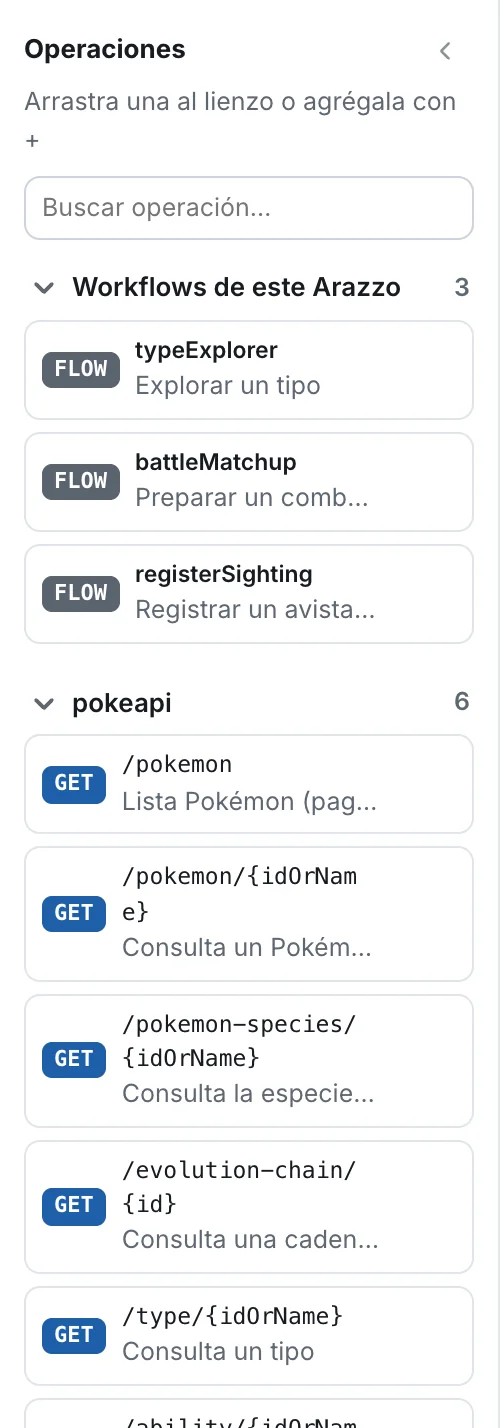 Operaciones
Arrastra una al lienzo o agrégala con
+
Buscar operación...
Workflows de este Arazzo 3
FLOW
typeExplorer
Explorar un tipo
FLOW
battleMatchup
Preparar un comb...
FLOW
registerSighting
Registrar un avista...
pokeapi 6
GET
/pokemon
Lista Pokémon (pag...
GET
/pokemon/{idOrNam
e}
Consulta un Pokém...
GET
/pokemon-species/
{idOrName}
Consulta la especie...
GET
/evolution-chain/
{id}
Consulta una caden...
GET
/type/{idOrName}
Consulta un tipo
/ability/{idOrNam